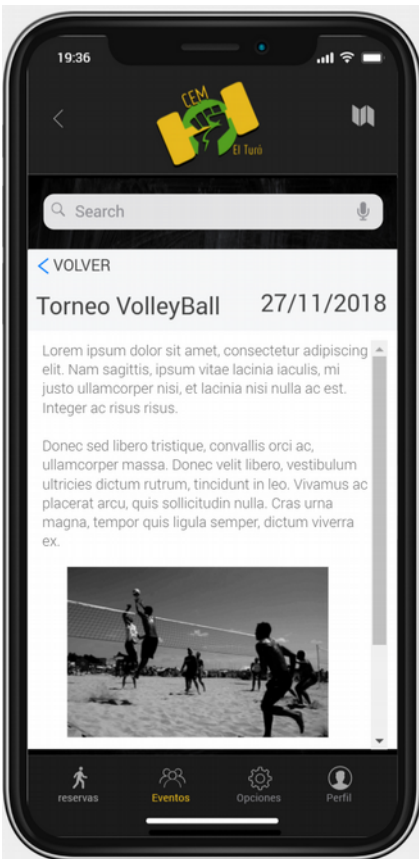 19:36
CEM
El Turó
Search
VOLVER
Torneo VolleyBall 27/11/2018
Lorem ipsum dolor sit amet, consectetur adipiscing
elit. Nam sagittis, ipsum vitae lacinia iaculis, mi
justo ullamcorper nisi, et lacinia nisi nulla ac est.
Integer ac risus risus.
Donec sed libero tristique, convallis orci ac,
ullamcorper massa. Donec velit libero, vestibulum
ultricies dictum rutrum, tincidunt in leo. Vivamus ac
placerat arcu, quis sollicitudin nulla. Cras urna
magna, tempor quis ligula semper, dictum viverra
ex.
reservas Eventos Opciones Perfil